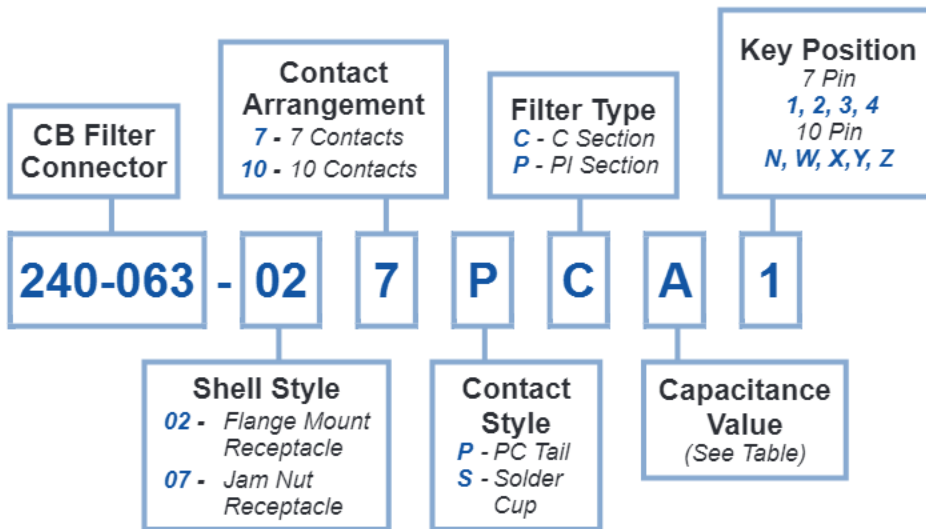 CB Filter
Connector
Contact
Arrangement
7 - 7 Contacts
10 - 10 Contacts
Filter Type
C - C Section
P - PI Section
Key Position
7 Pin
1, 2, 3, 4
10 Pin
N, W, X,Y, Z
240-063 - 02 7 P C A 1
Shell Style
02 - Flange Mount
Receptacle
07 - Jam Nut
Receptacle
Contact
Style
P - PC Tail
S - Solder
Cup
Capacitance
Value
(See Table)